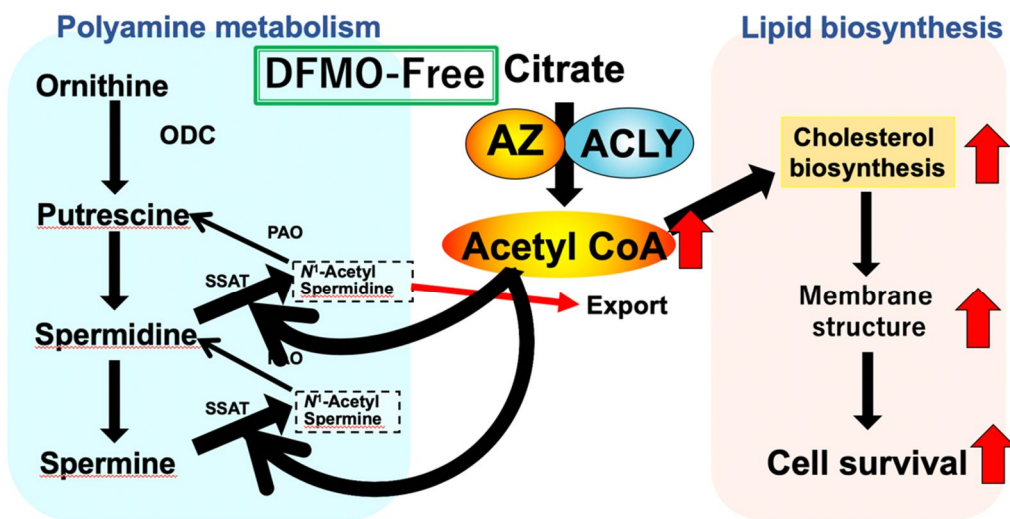 Polyamine metabolism
Lipid biosynthesis
DFMO-Free
Citrate
Ornithine
ODC
AZ
ACLY
Cholesterol
biosynthesis
Putrescine
PAO
Acetyl CoA
SSAT
N¹-Acetyl
Spermidine
Export
Membrane
structure
Spermidine
PAO
SSAT
N¹-Acetyl
Spermine
Spermine
Cell survival